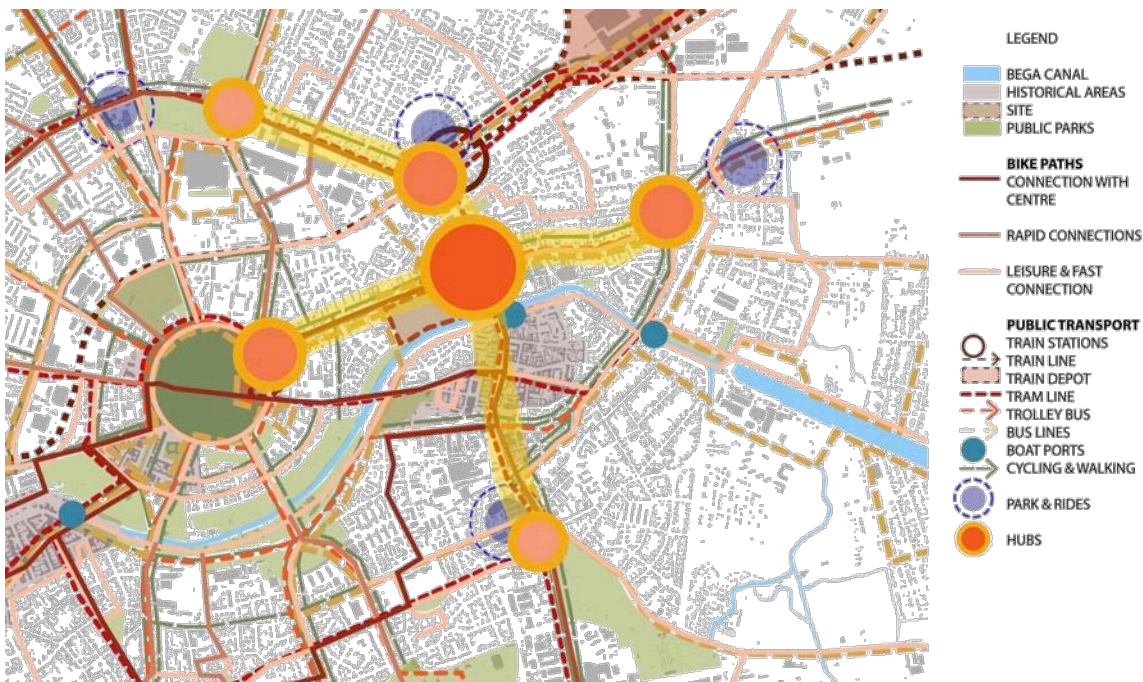 LEGEND
BEGA CANAL
HISTORICAL AREAS
SITE
PUBLIC PARKS
BIKE PATHS
CONNECTION WITH
CENTRE
RAPID CONNECTIONS
LEISURE & FAST
CONNECTION
PUBLIC TRANSPORT
TRAIN STATIONS
TRAIN LINE
TRAIN DEPOT
TRAM LINE
TROLLEY BUS
BUS LINES
BOAT PORTS
CYCLING & WALKING
PARK & RIDES
HUBS